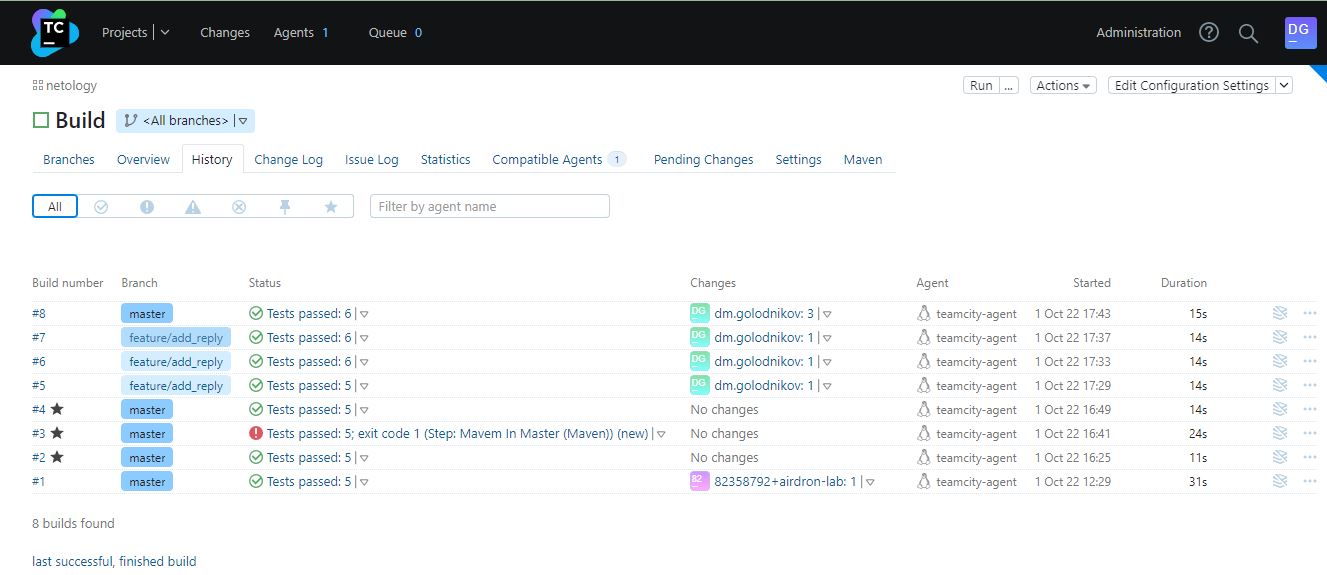 TC Projects Changes Agents 1 Queue 0 Administration ? DG
netology Run ... Actions Edit Configuration Settings
Build <All branches>
Branches Overview History Change Log Issue Log Statistics Compatible Agents 1 Pending Changes Settings Maven
All Filter by agent name
Build number Branch Status Changes Agent Started Duration
#8 master Tests passed: 6 DG dm.golodnikov: 3 teamcity-agent 1 Oct 22 17:43 15s
#7 feature/add_reply Tests passed: 6 DG dm.golodnikov: 1 teamcity-agent 1 Oct 22 17:37 14s
#6 feature/add_reply Tests passed: 6 DG dm.golodnikov: 1 teamcity-agent 1 Oct 22 17:33 14s
#5 feature/add_reply Tests passed: 5 DG dm.golodnikov: 1 teamcity-agent 1 Oct 22 17:29 14s
#4 master Tests passed: 5 No changes teamcity-agent 1 Oct 22 16:49 14s
#3 master Tests passed: 5; exit code 1 (Step: Mavem In Master (Maven)) (new) No changes teamcity-agent 1 Oct 22 16:41 24s
#2 master Tests passed: 5 No changes teamcity-agent 1 Oct 22 16:25 11s
#1 master Tests passed: 5 82 82358792+airdron-lab: 1 teamcity-agent 1 Oct 22 12:29 31s
8 builds found
last successful, finished build